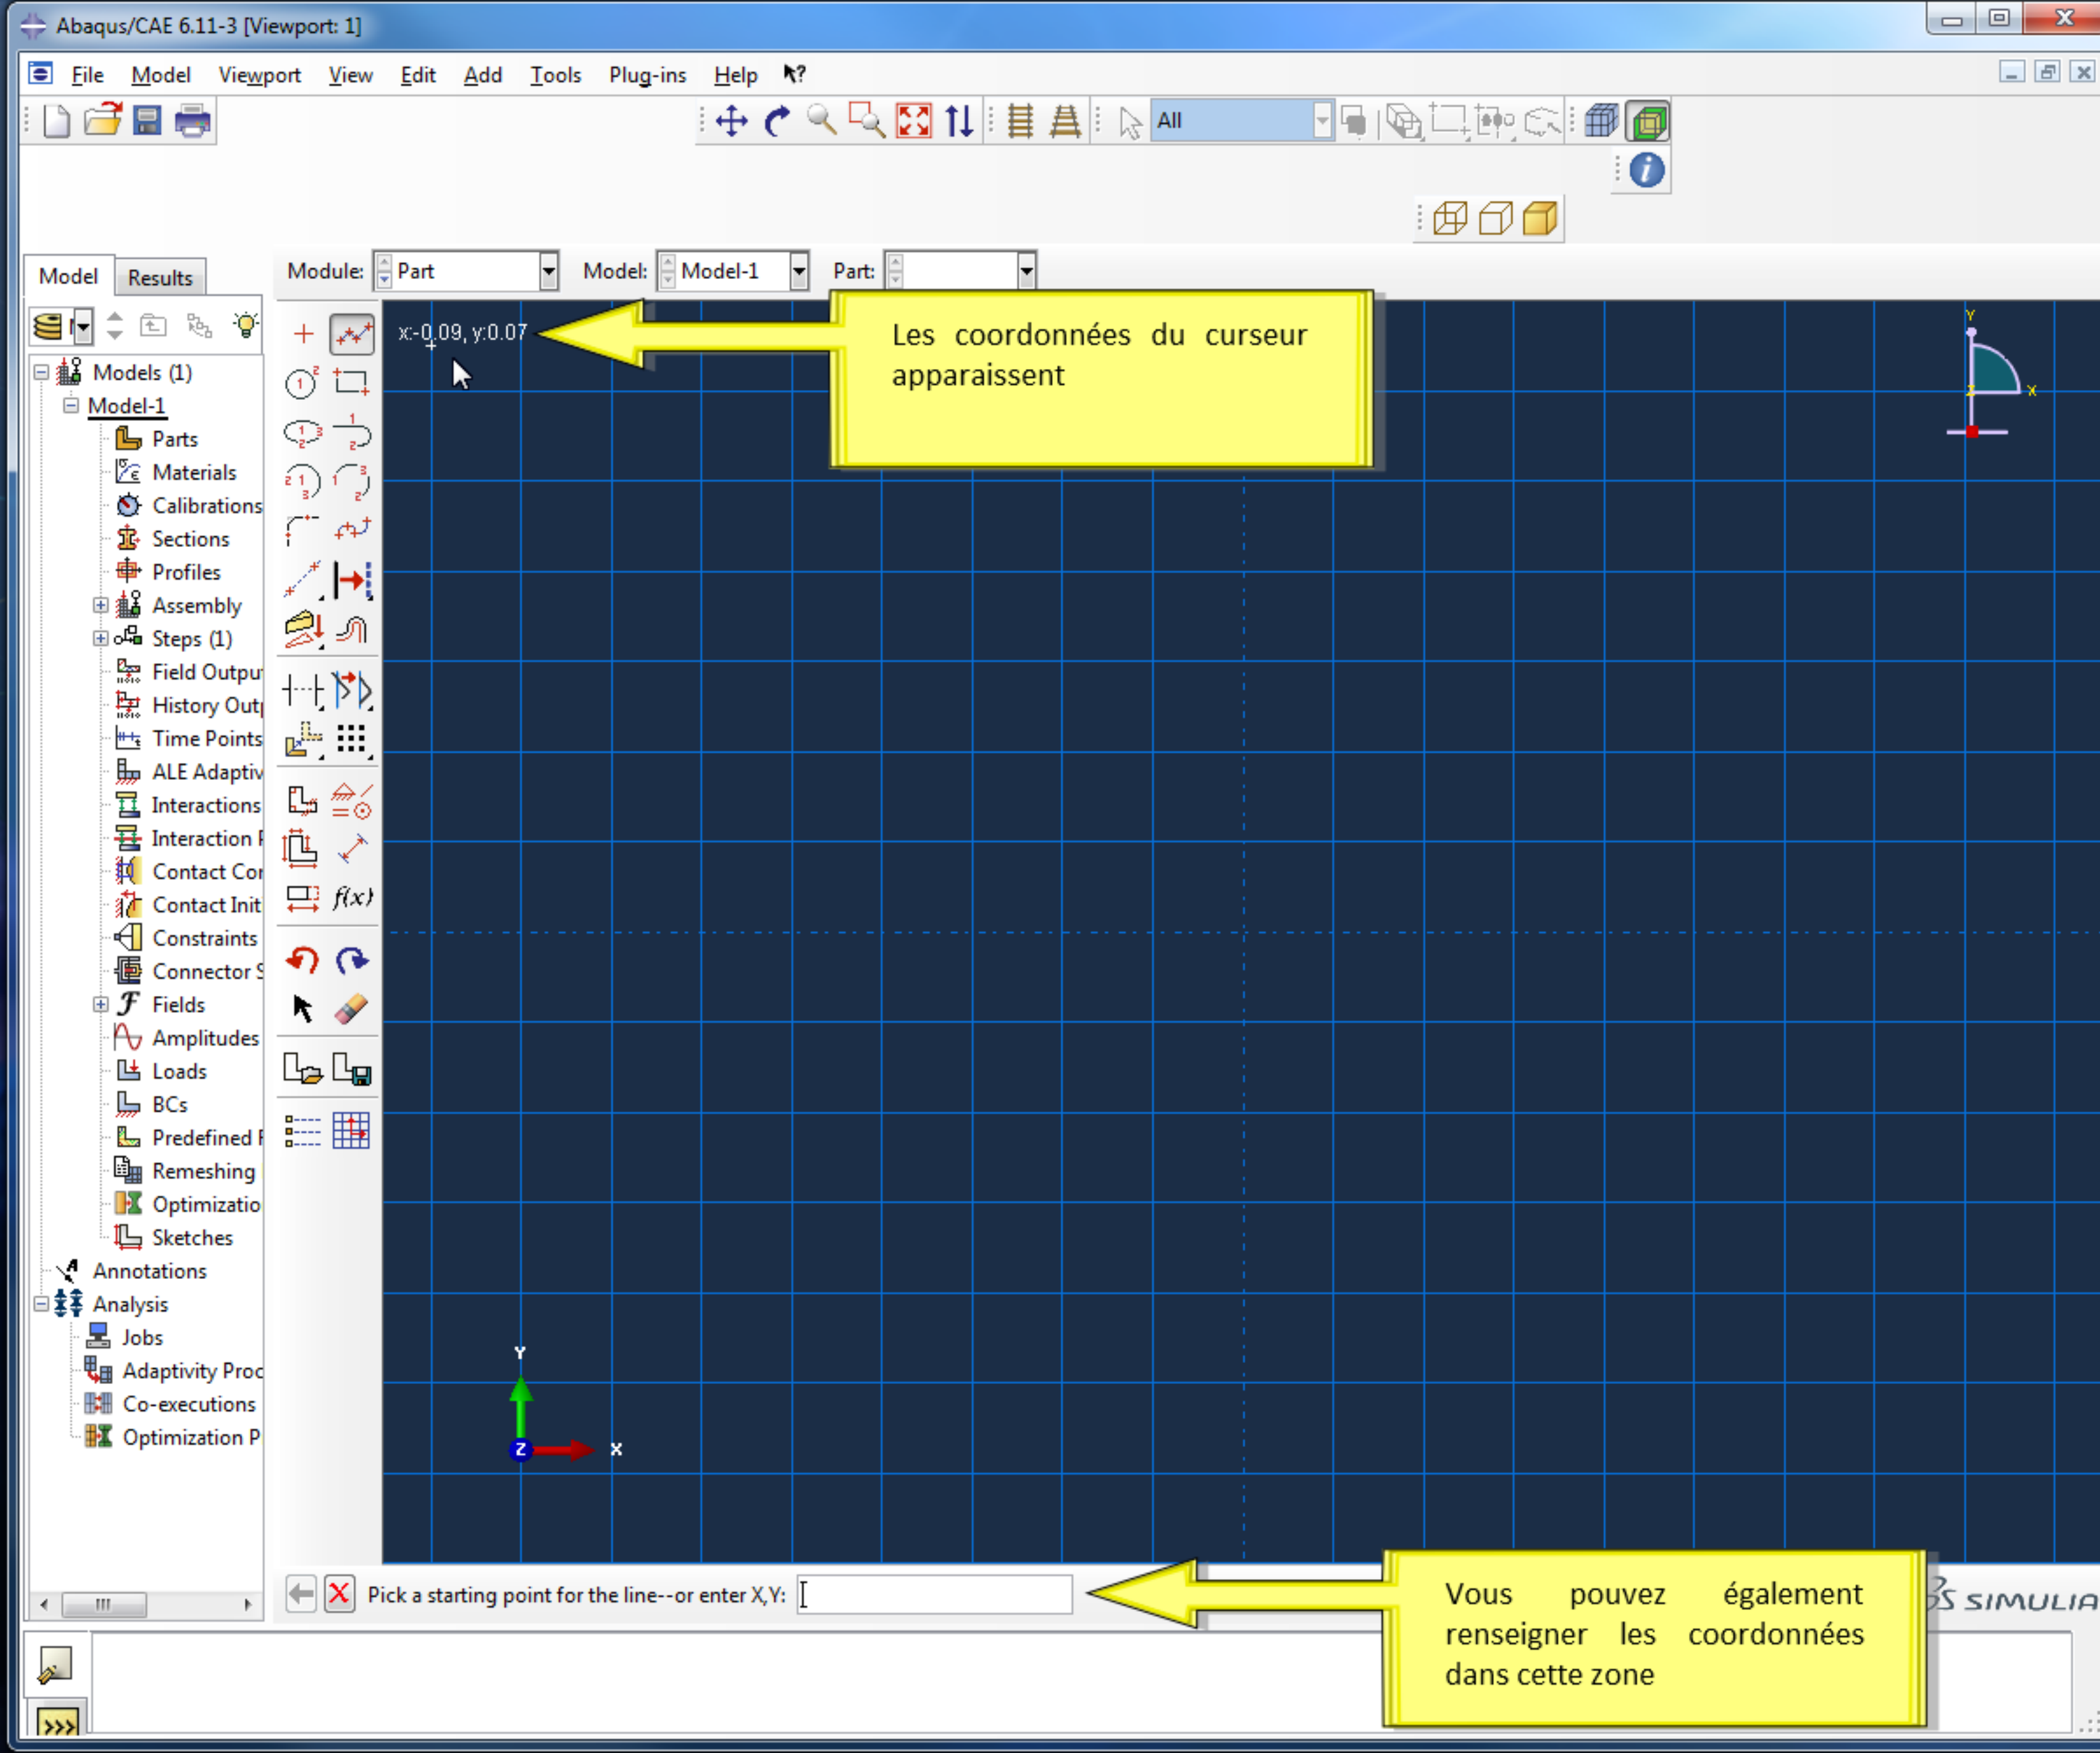 Abaqus/CAE 6.11-3 [Viewport: 1]
File Model Viewport View Edit Add Tools Plug-ins Help
All
Model Results
Module: Part Model: Model-1 Part:
x:-0.09, y:0.07
Les coordonnées du curseur
apparaissent
Models (1)
Model-1
Parts
Materials
Calibrations
Sections
Profiles
Assembly
Steps (1)
Field Outpu
History Out
Time Points
ALE Adaptiv
Interactions
Interaction
Contact Cor
Contact Init
Constraints
Connector S
Fields
Amplitudes
Loads
BCs
Predefined F
Remeshing
Optimizatio
Sketches
Annotations
Analysis
Jobs
Adaptivity Proc
Co-executions
Optimization P
f(x)
Y
X
Y
Z
X
Pick a starting point for the line--or enter X,Y:
Vous pouvez également
renseigner les coordonnées
dans cette zone
SIMULIA
>>>